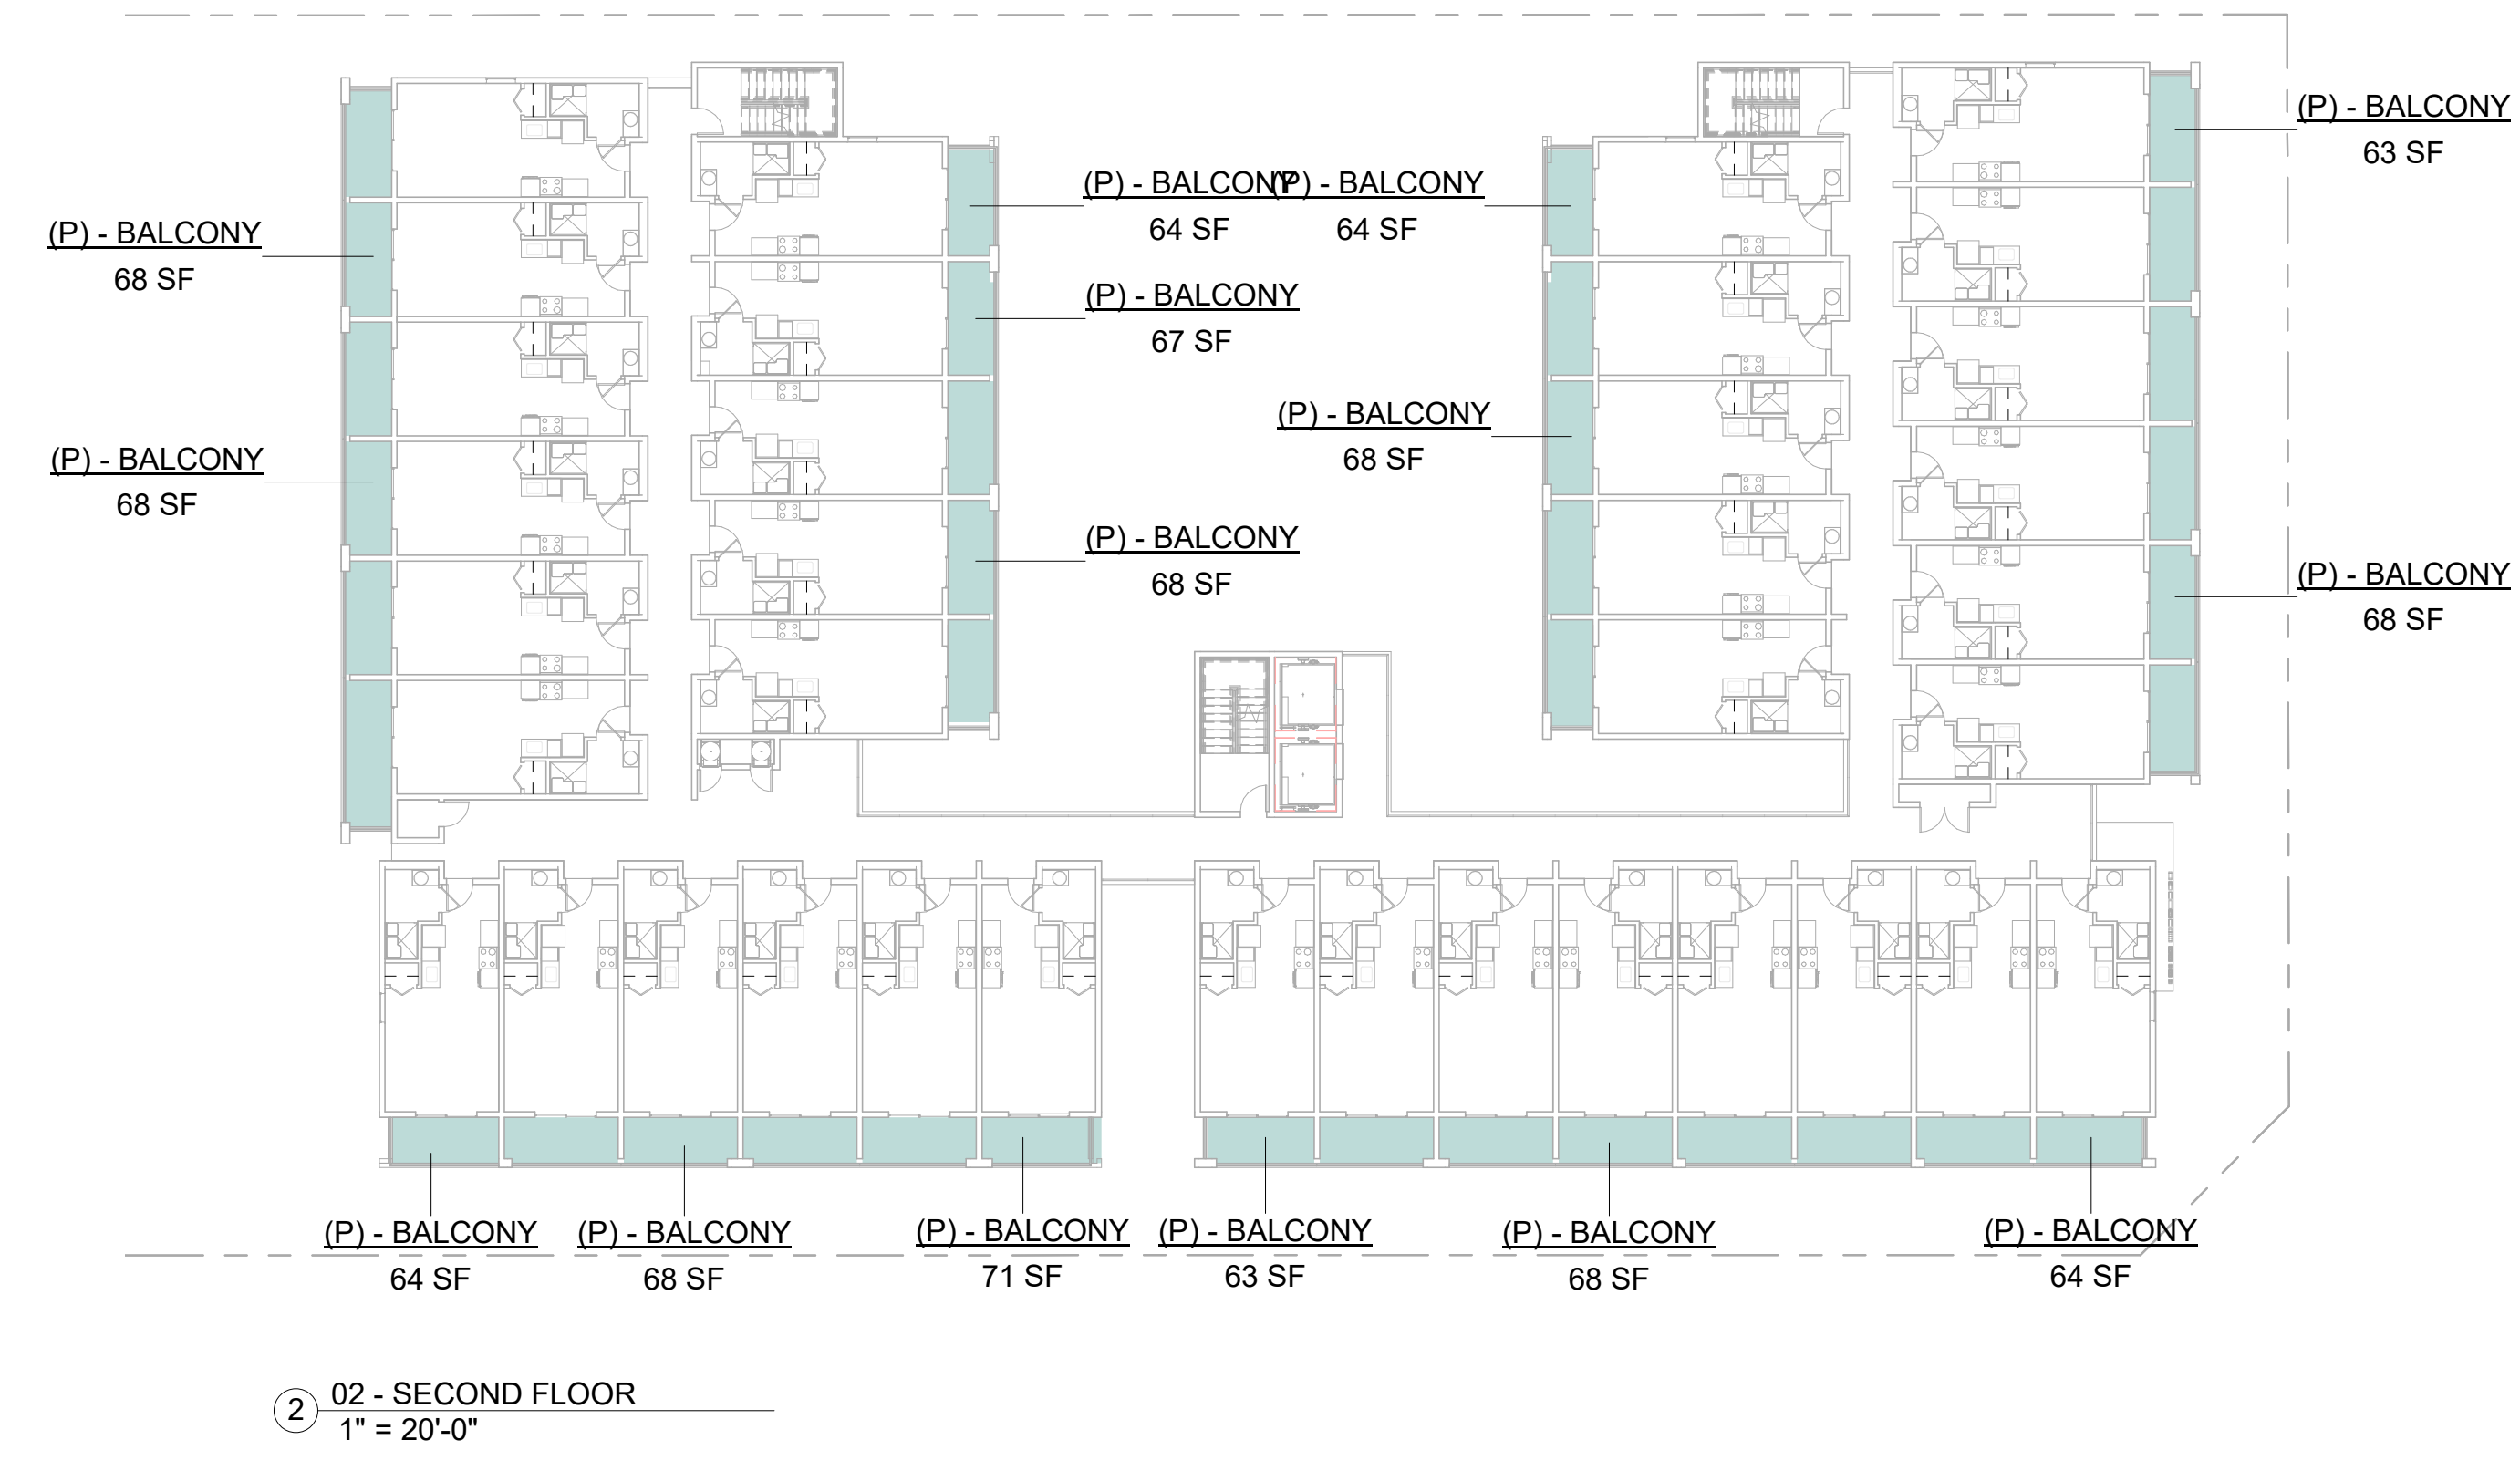 (P) - BALCONY
63 SF
(P) - BALCONY
64 SF
(P) - BALCONY
64 SF
(P) - BALCONY
68 SF
(P) - BALCONY
67 SF
(P) - BALCONY
68 SF
(P) - BALCONY
68 SF
(P) - BALCONY
68 SF
(P) - BALCONY
68 SF
(P) - BALCONY
64 SF
(P) - BALCONY
68 SF
(P) - BALCONY
71 SF
(P) - BALCONY
63 SF
(P) - BALCONY
68 SF
(P) - BALCONY
64 SF
2
02 - SECOND FLOOR
1" = 20'-0"